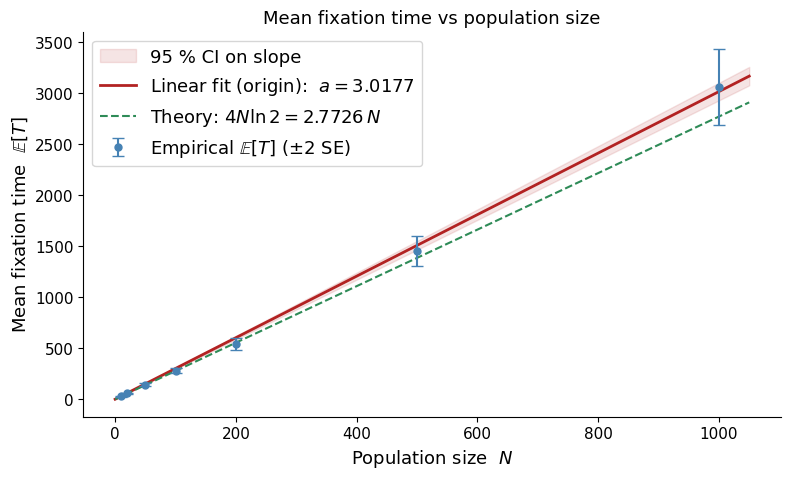 Mean fixation time vs population size
95 % CI on slope
Linear fit (origin): a = 3.0177
Theory: 4N ln 2 = 2.7726 N
Empirical 𝔼[T] (±2 SE)
Mean fixation time 𝔼[T]
3500
3000
2500
2000
1500
1000
500
0
0 200 400 600 800 1000
Population size N